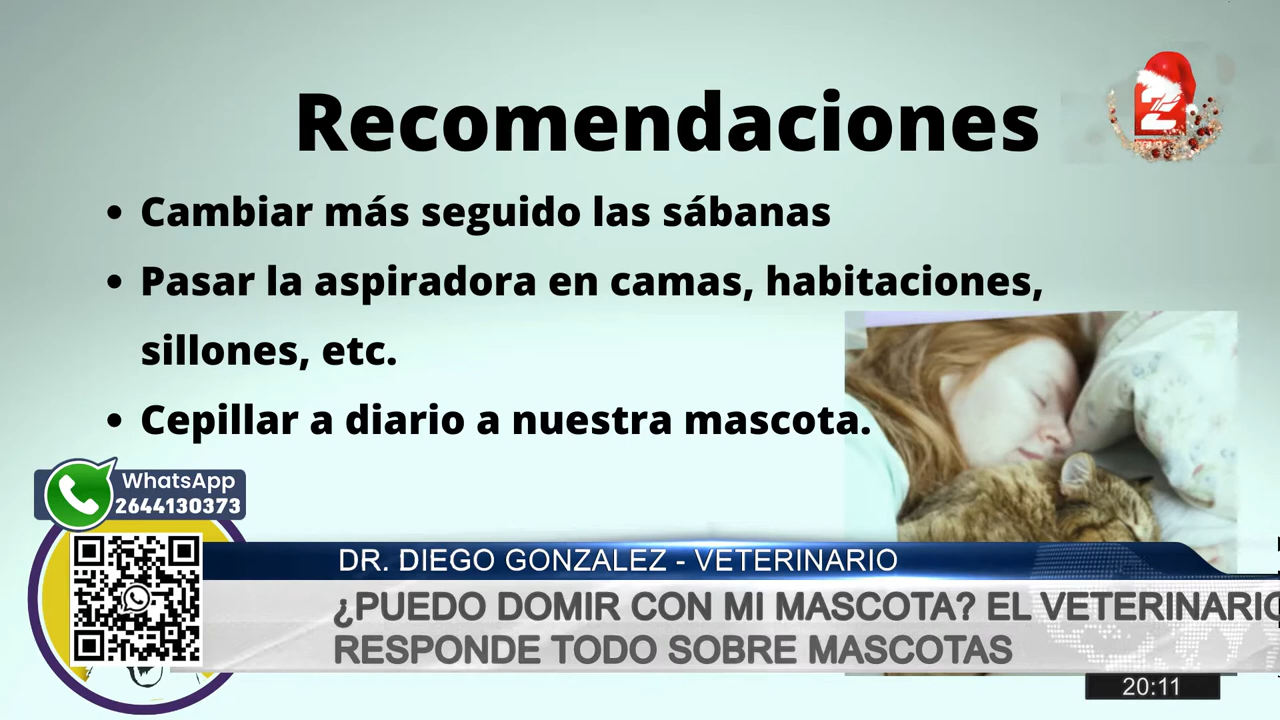 Recomendaciones
• Cambiar más seguido las sábanas
• Pasar la aspiradora en camas, habitaciones,
sillones, etc.
• Cepillar a diario a nuestra mascota.
WhatsApp
2644130373
DR. DIEGO GONZALEZ - VETERINARIO
¿PUEDO DOMIR CON MI MASCOTA? EL VETERINARIO
RESPONDE TODO SOBRE MASCOTAS
20:11